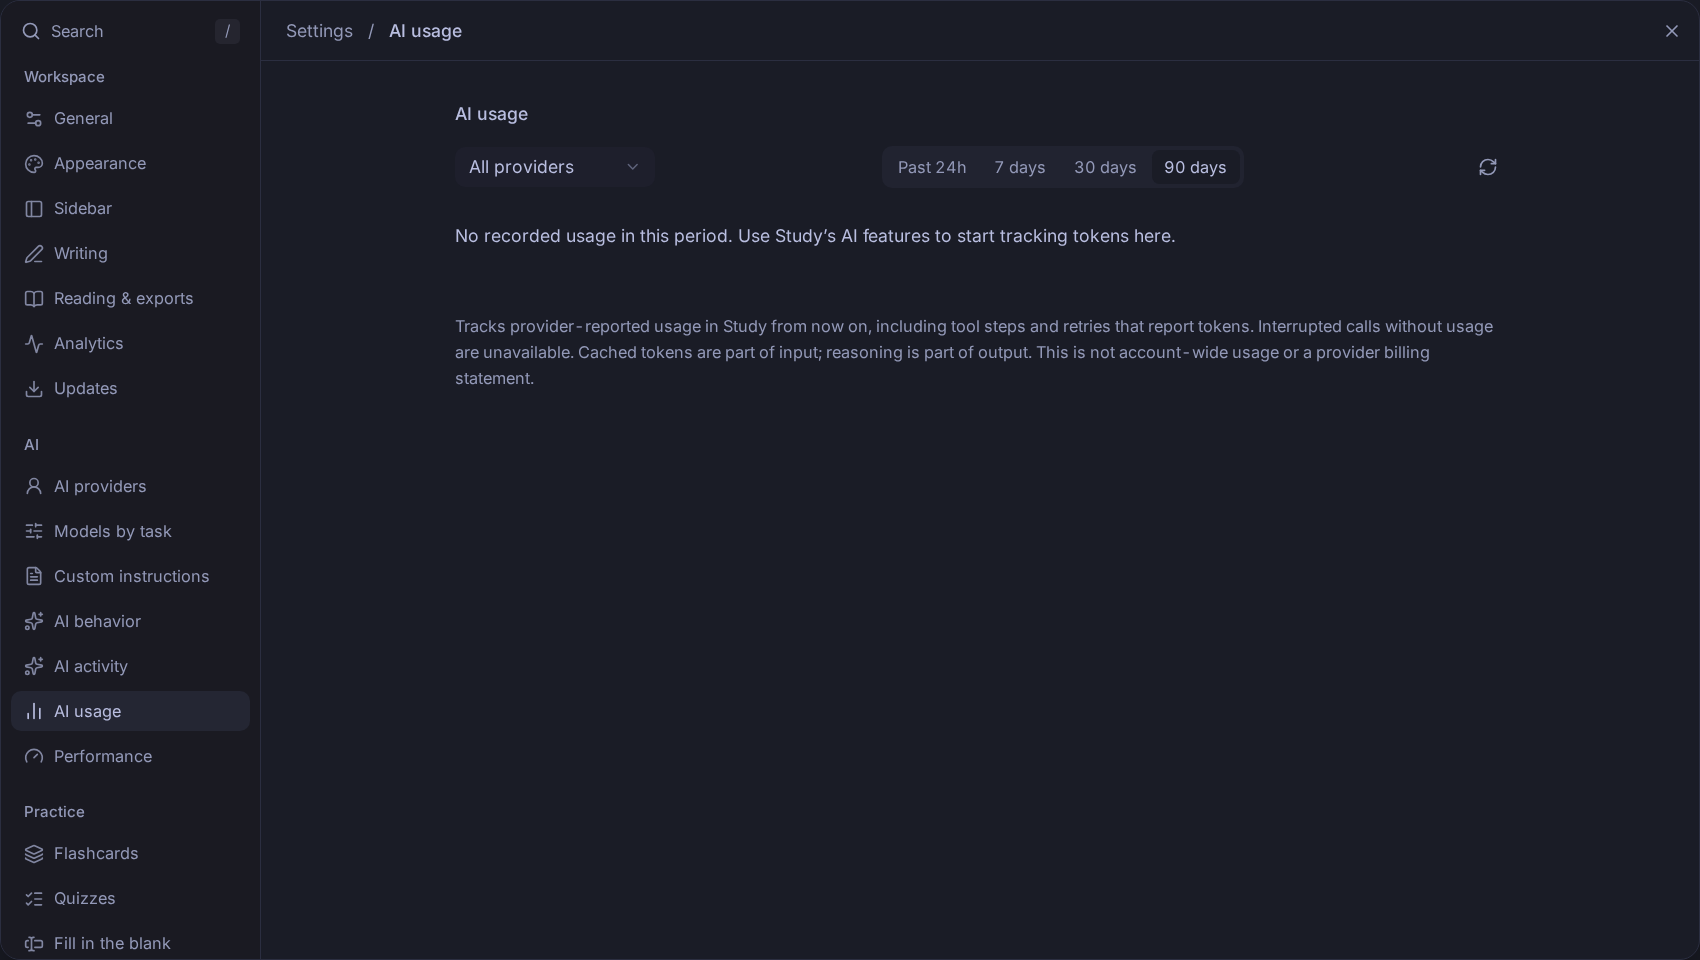 Search /
Workspace
General
Appearance
Sidebar
Writing
Reading & exports
Analytics
Updates
AI
AI providers
Models by task
Custom instructions
AI behavior
AI activity
AI usage
Performance
Practice
Flashcards
Quizzes
Fill in the blank
Settings / AI usage
AI usage
All providers
Past 24h 7 days 30 days 90 days
No recorded usage in this period. Use Study’s AI features to start tracking tokens here.
Tracks provider-reported usage in Study from now on, including tool steps and retries that report tokens. Interrupted calls without usage
are unavailable. Cached tokens are part of input; reasoning is part of output. This is not account-wide usage or a provider billing
statement.